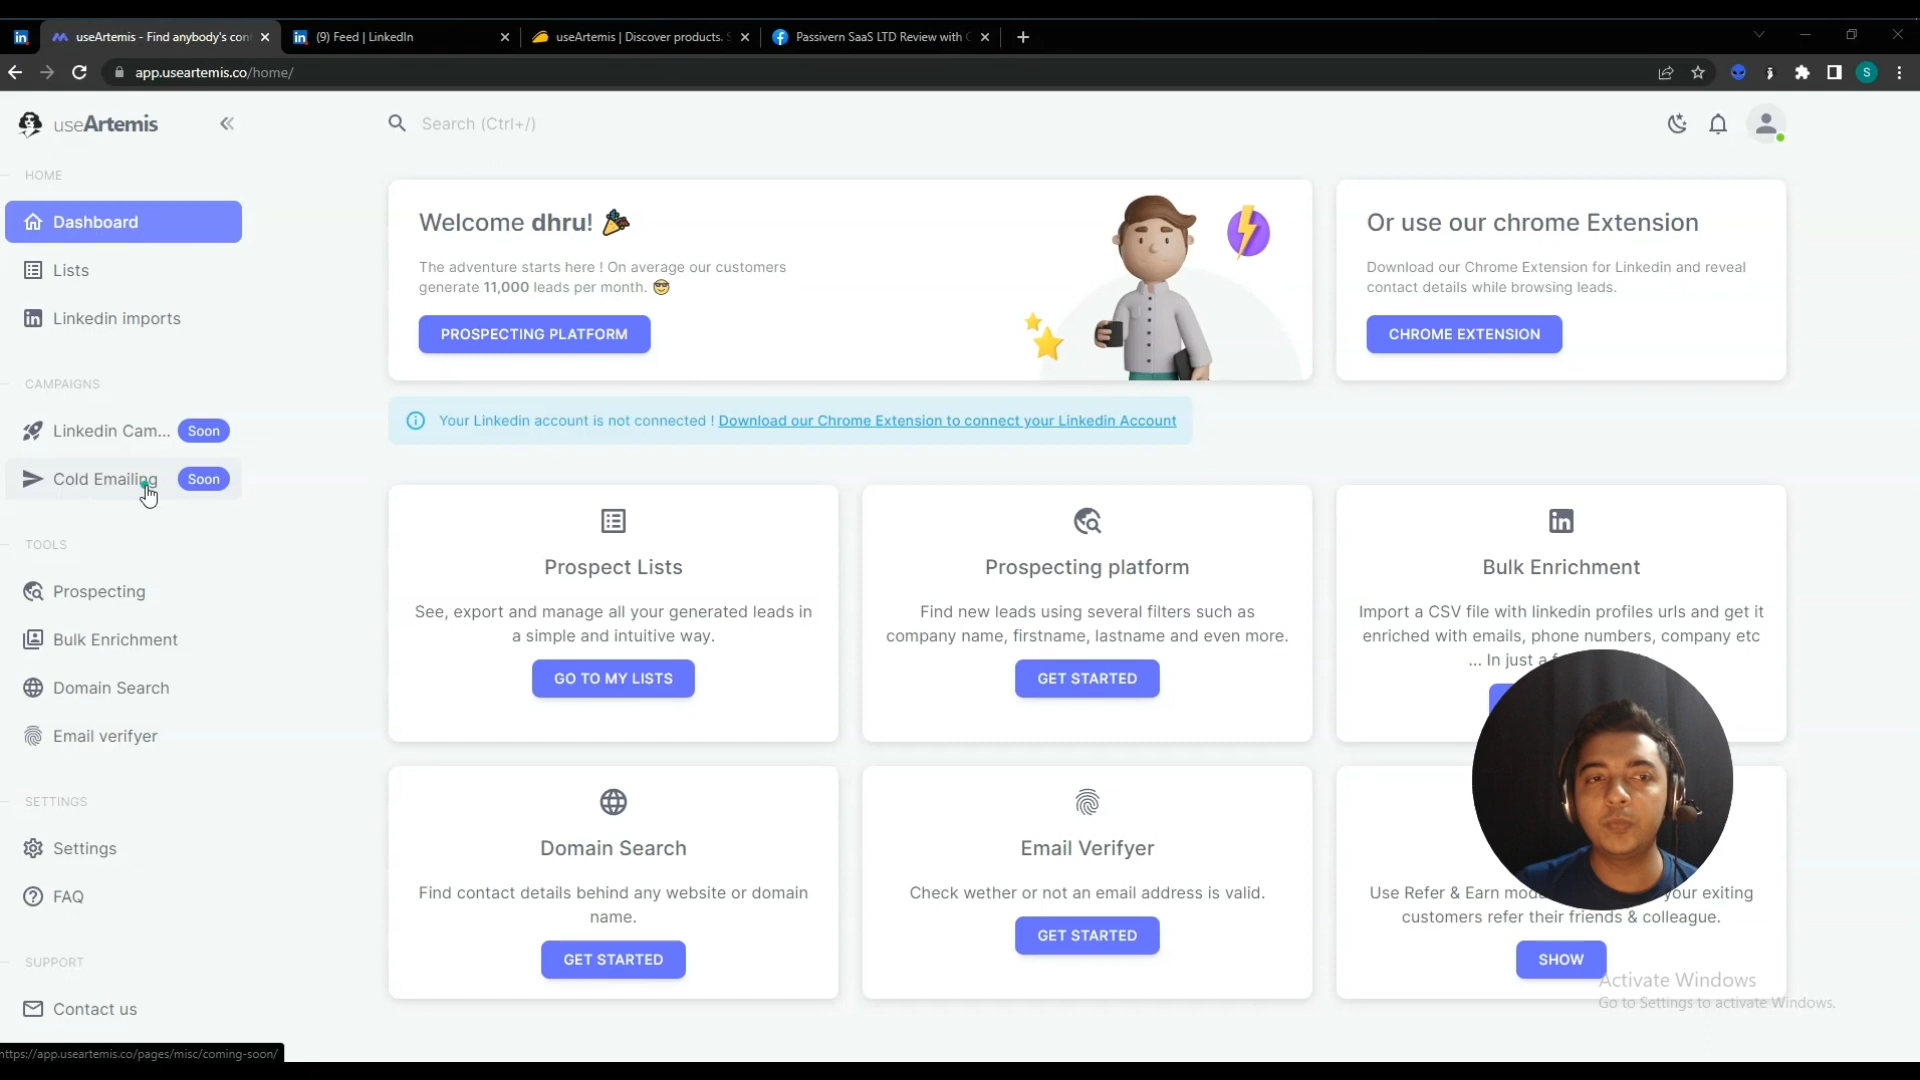 useArtemis - Find anybody's con
(9) Feed | LinkedIn
useArtemis | Discover products. S
Passivern SaaS LTD Review with C
app.useartemis.co/home/
S
useArtemis
Search (Ctrl+/)
HOME
Dashboard
Lists
Linkedin imports
CAMPAIGNS
Linkedin Cam... Soon
Cold Emailing Soon
TOOLS
Prospecting
Bulk Enrichment
Domain Search
Email verifyer
SETTINGS
Settings
FAQ
SUPPORT
Contact us
https://app.useartemis.co/pages/misc/coming-soon/
Welcome dhru!
The adventure starts here ! On average our customers
generate 11,000 leads per month.
PROSPECTING PLATFORM
Or use our chrome Extension
Download our Chrome Extension for Linkedin and reveal
contact details while browsing leads.
CHROME EXTENSION
Your Linkedin account is not connected ! Download our Chrome Extension to connect your Linkedin Account
Prospect Lists
See, export and manage all your generated leads in
a simple and intuitive way.
GO TO MY LISTS
Prospecting platform
Find new leads using several filters such as
company name, firstname, lastname and even more.
GET STARTED
Bulk Enrichment
Import a CSV file with linkedin profiles urls and get it
enriched with emails, phone numbers, company etc
... In just a
Domain Search
Find contact details behind any website or domain
name.
GET STARTED
Email Verifyer
Check wether or not an email address is valid.
GET STARTED
Use Refer & Earn your exiting
customers refer their friends & colleague.
SHOW
Activate Windows
Go to Settings to activate Windows.